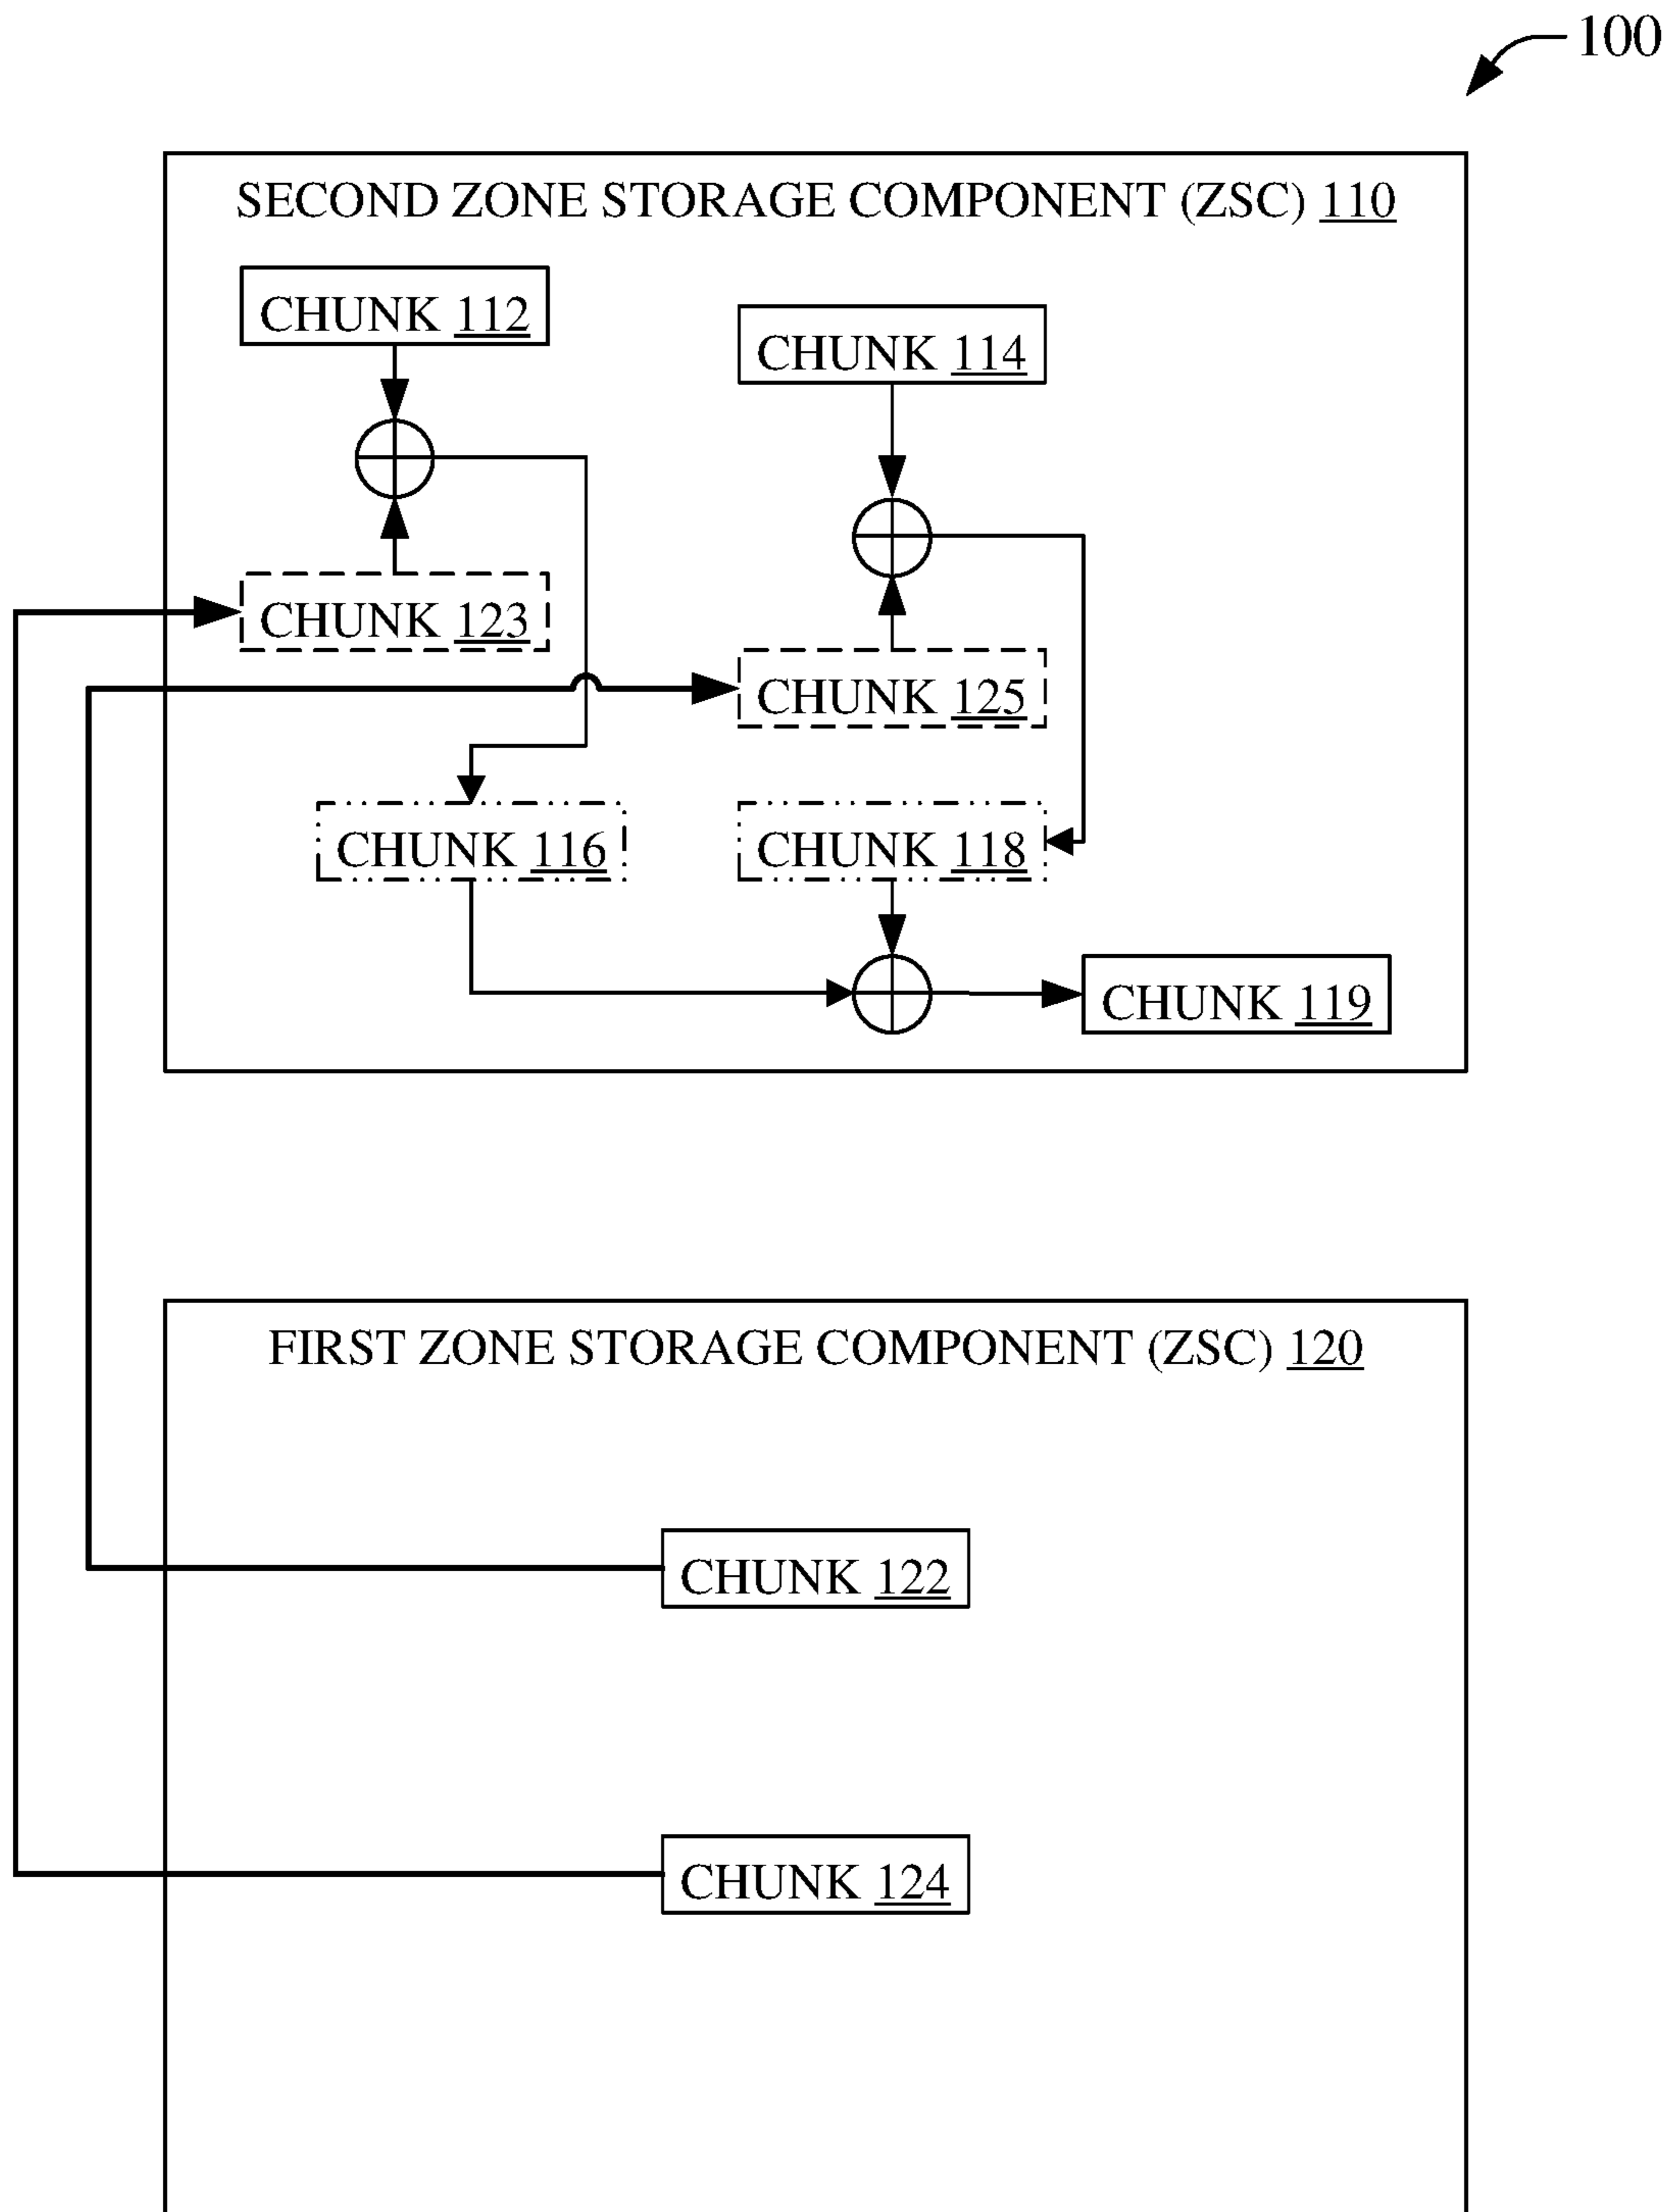 100
SECOND ZONE STORAGE COMPONENT (ZSC) 110
CHUNK 112
CHUNK 114
CHUNK 123
CHUNK 125
CHUNK 116
CHUNK 118
CHUNK 119
FIRST ZONE STORAGE COMPONENT (ZSC) 120
CHUNK 122
CHUNK 124